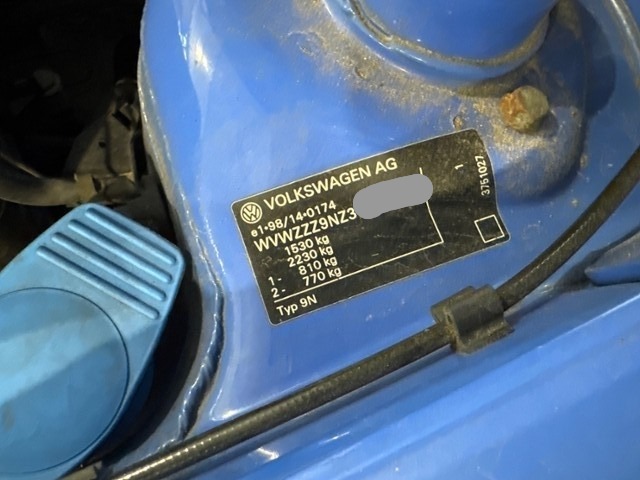 VOLKSWAGEN AG
e1*98/14*0174
WVWZZZ9NZ3
1530 kg
2230 kg
1 - 810 kg
2 - 770 kg
Typ 9N
1
3751027